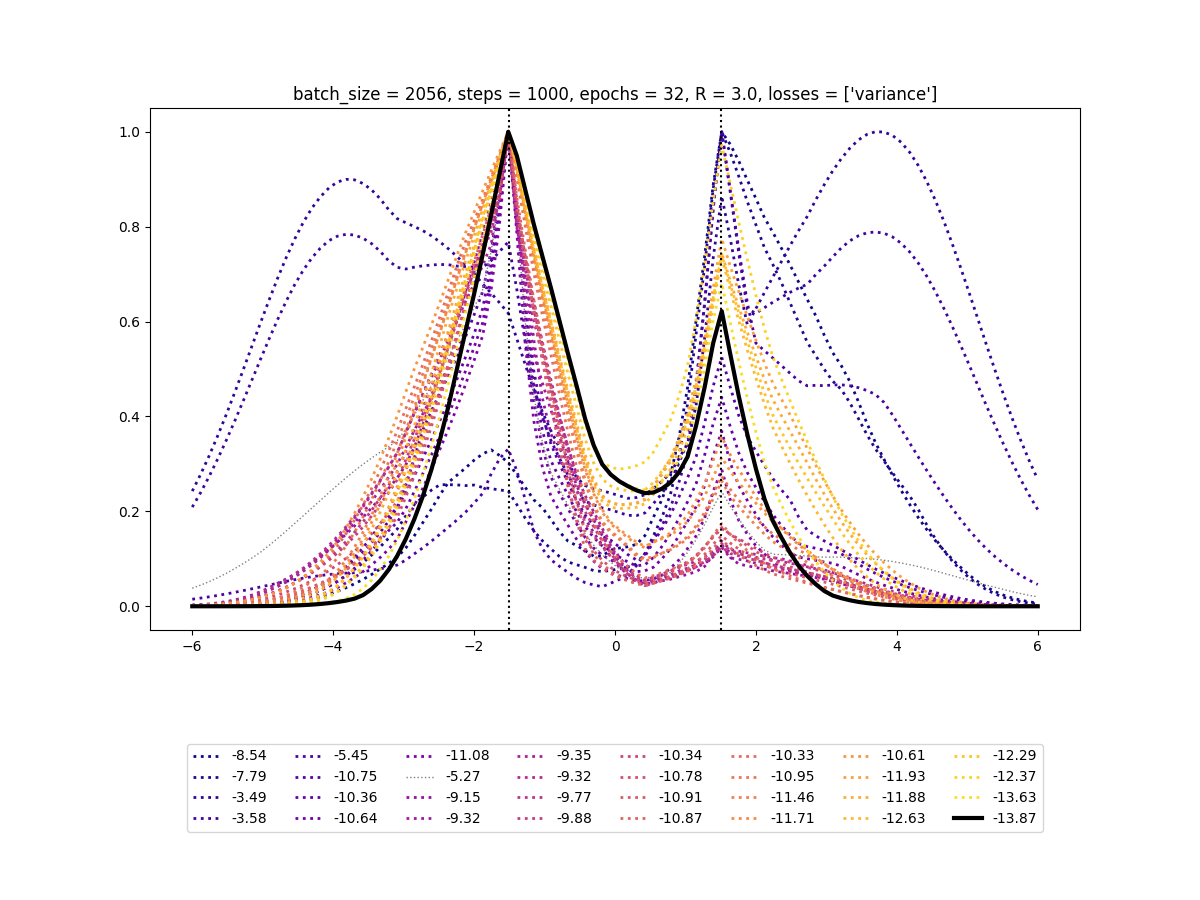 batch_size = 2056, steps = 1000, epochs = 32, R = 3.0, losses = ['variance']
1.0
0.8
0.6
0.4
0.2
0.0
−6 −4 −2 0 2 4 6
-8.54 -5.45 -11.08 -9.35 -10.34 -10.33 -10.61 -12.29
-7.79 -10.75 -5.27 -9.32 -10.78 -10.95 -11.93 -12.37
-3.49 -10.36 -9.15 -9.77 -10.91 -11.46 -11.88 -13.63
-3.58 -10.64 -9.32 -9.88 -10.87 -11.71 -12.63 -13.87